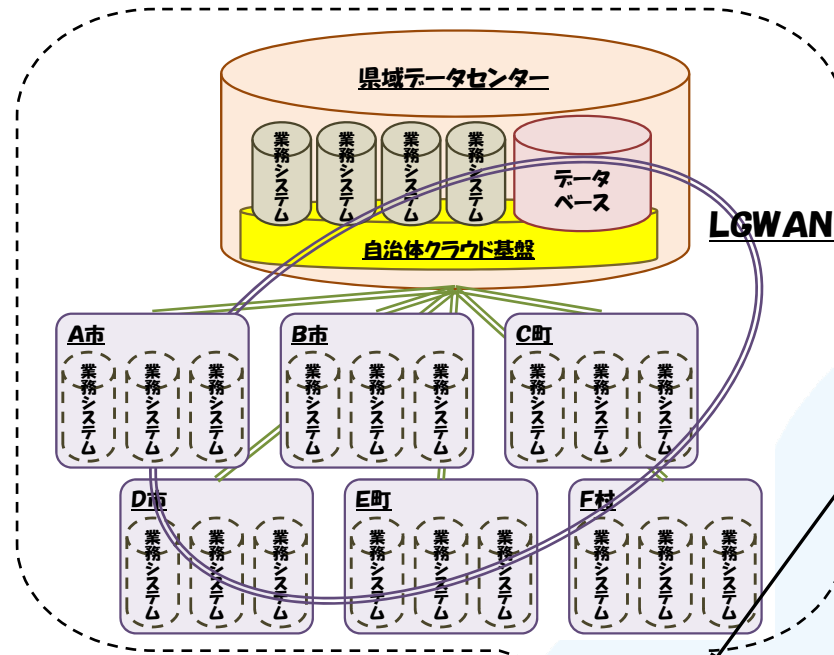 県域データセンター
業務システム
業務システム
業務システム
業務システム
データ
ベース
自治体クラウド基盤
LGWAN
A市
業務システム
業務システム
業務システム
B市
業務システム
業務システム
業務システム
C町
業務システム
業務システム
業務システム
D市
業務システム
業務システム
業務システム
E町
業務システム
業務システム
業務システム
F村
業務システム
業務システム
業務システム